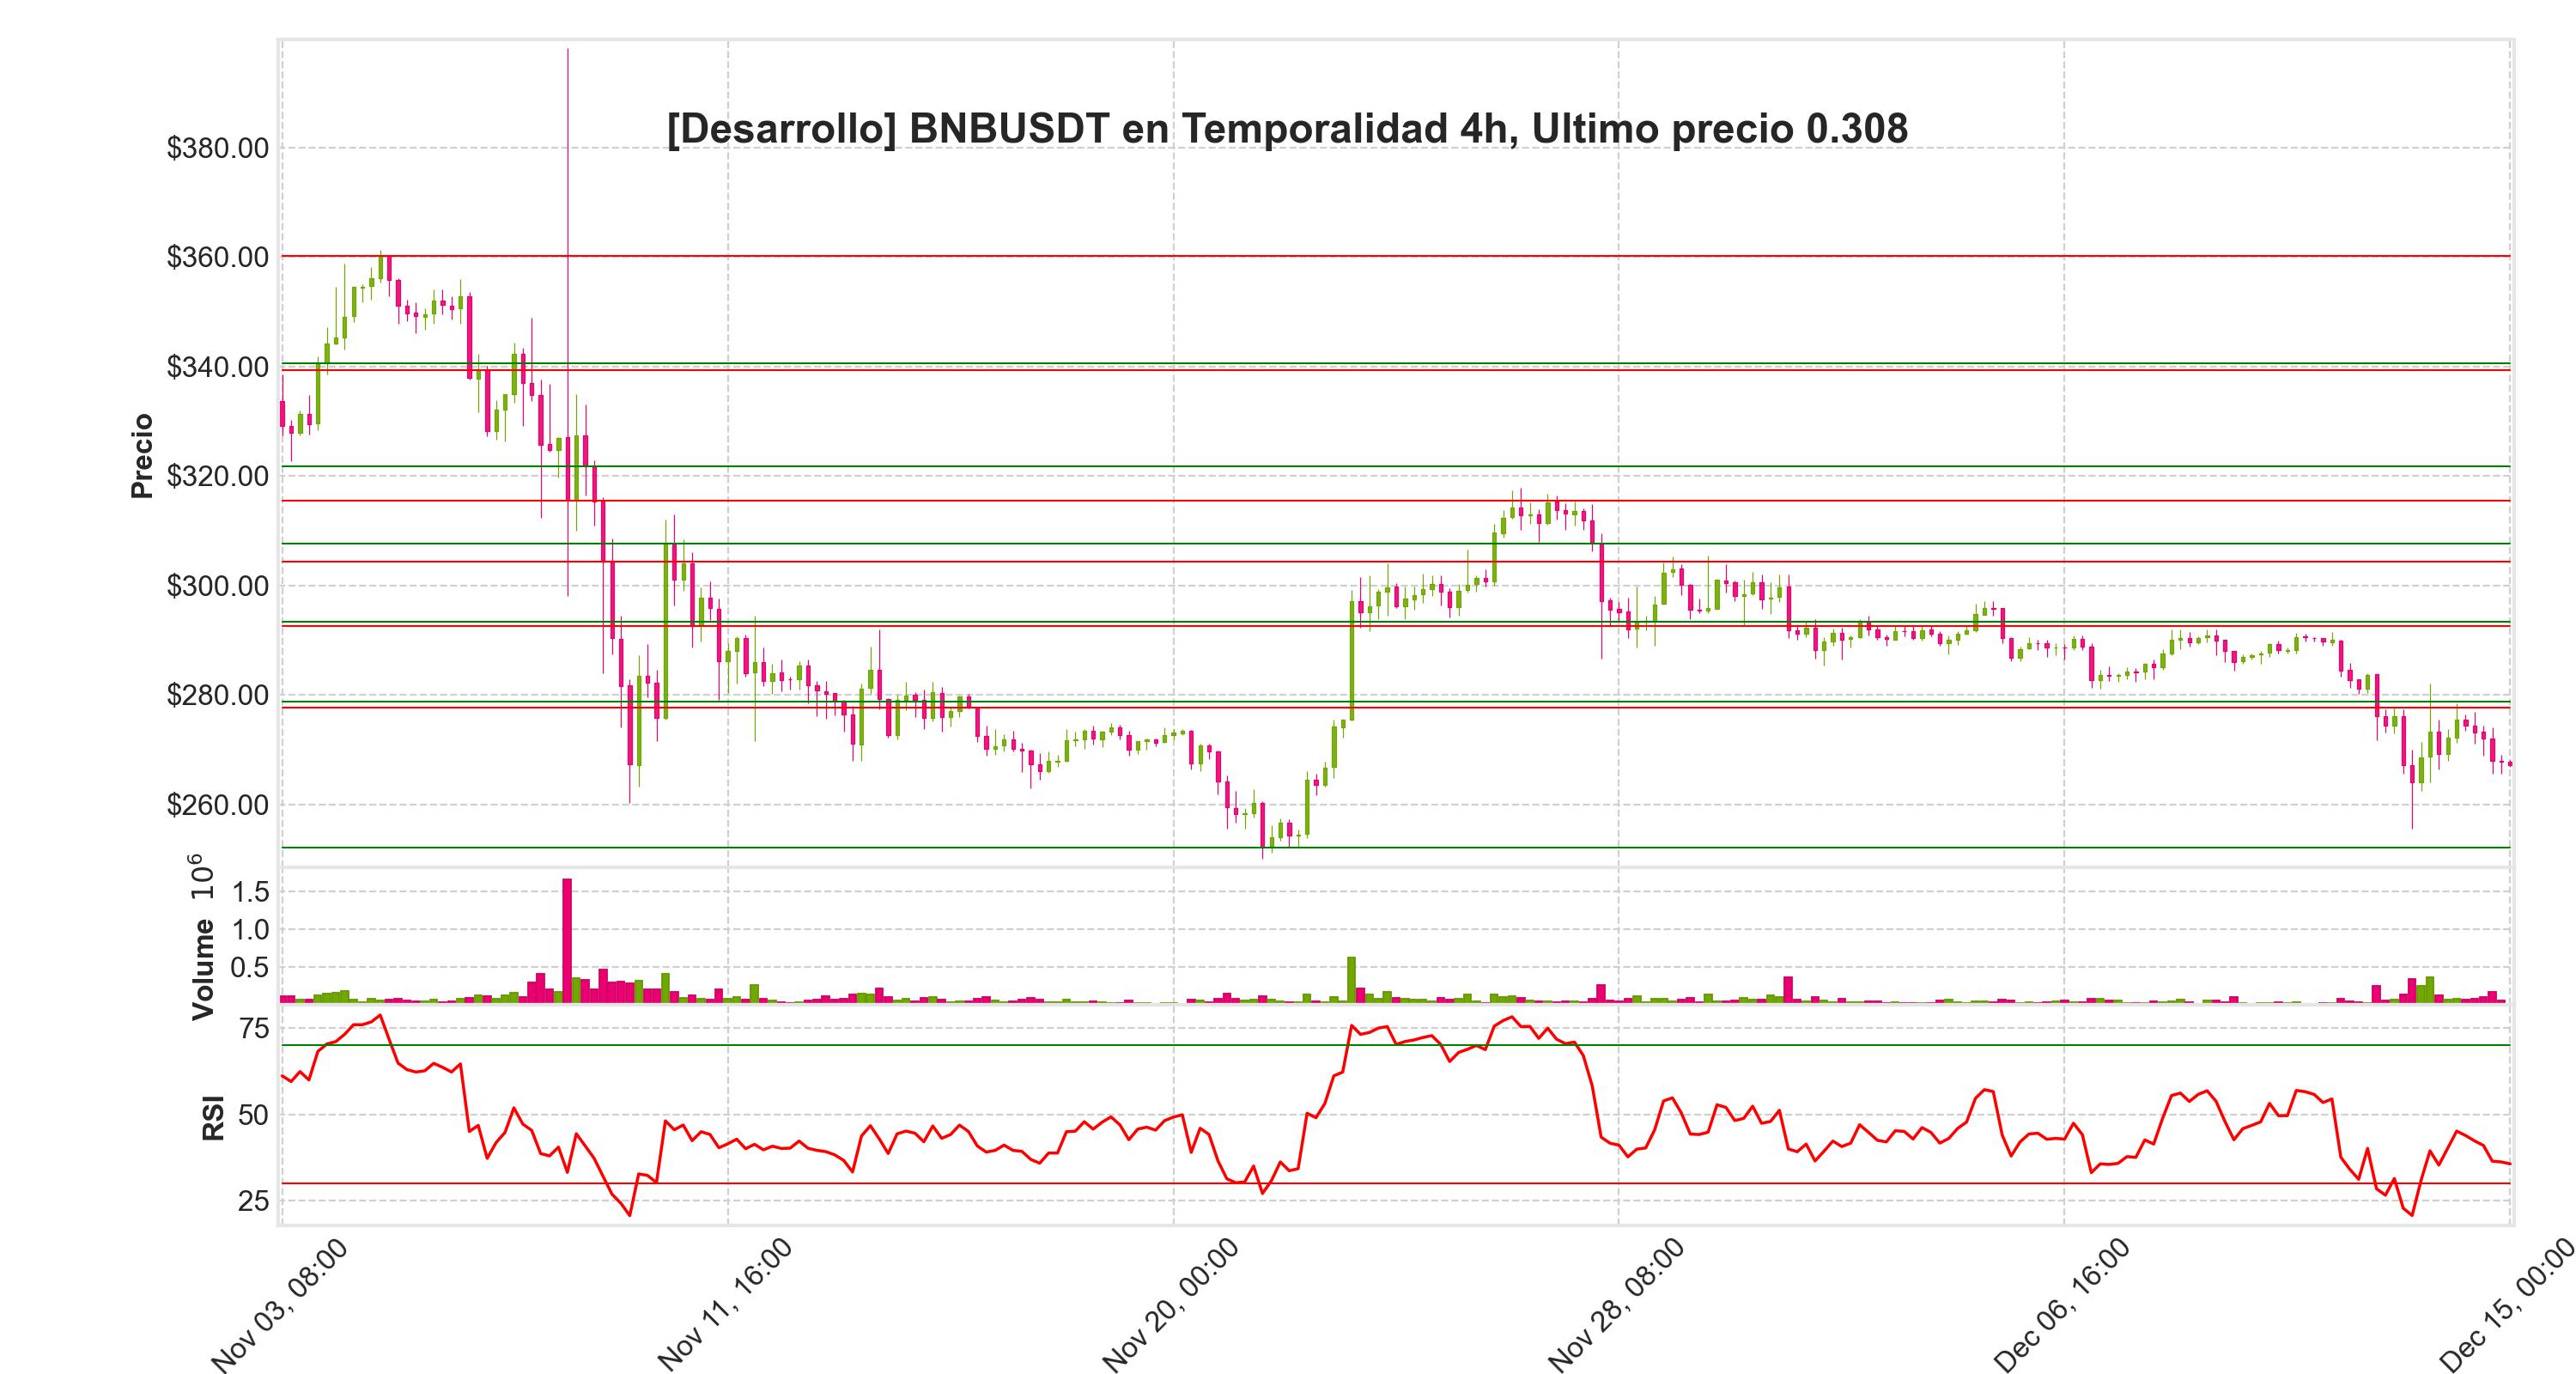 [Desarrollo] BNBUSDT en Temporalidad 4h, Ultimo precio 0.308
Precio
$380.00
$360.00
$340.00
$320.00
$300.00
$280.00
$260.00
Volume 10⁶
1.5
1.0
0.5
RSI
75
50
25
Nov 03, 08:00
Nov 11, 16:00
Nov 20, 00:00
Nov 28, 08:00
Dec 06, 16:00
Dec 15, 00:00